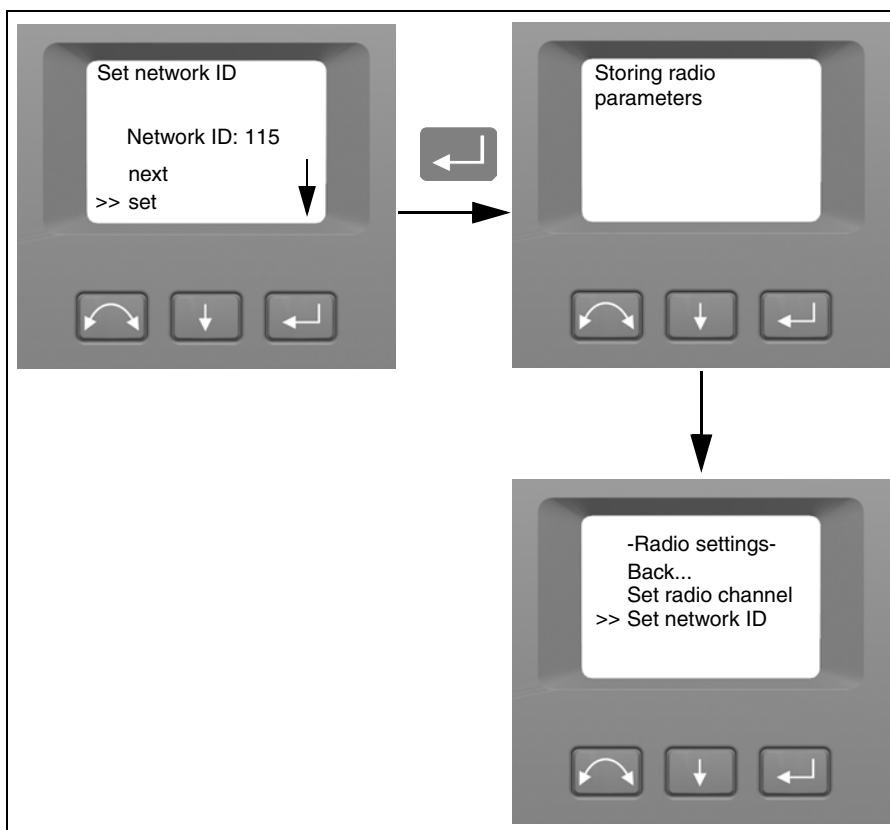 Set network ID
Network ID: 115
next
>> set
Storing radio
parameters
-Radio settings-
Back...
Set radio channel
>> Set network ID